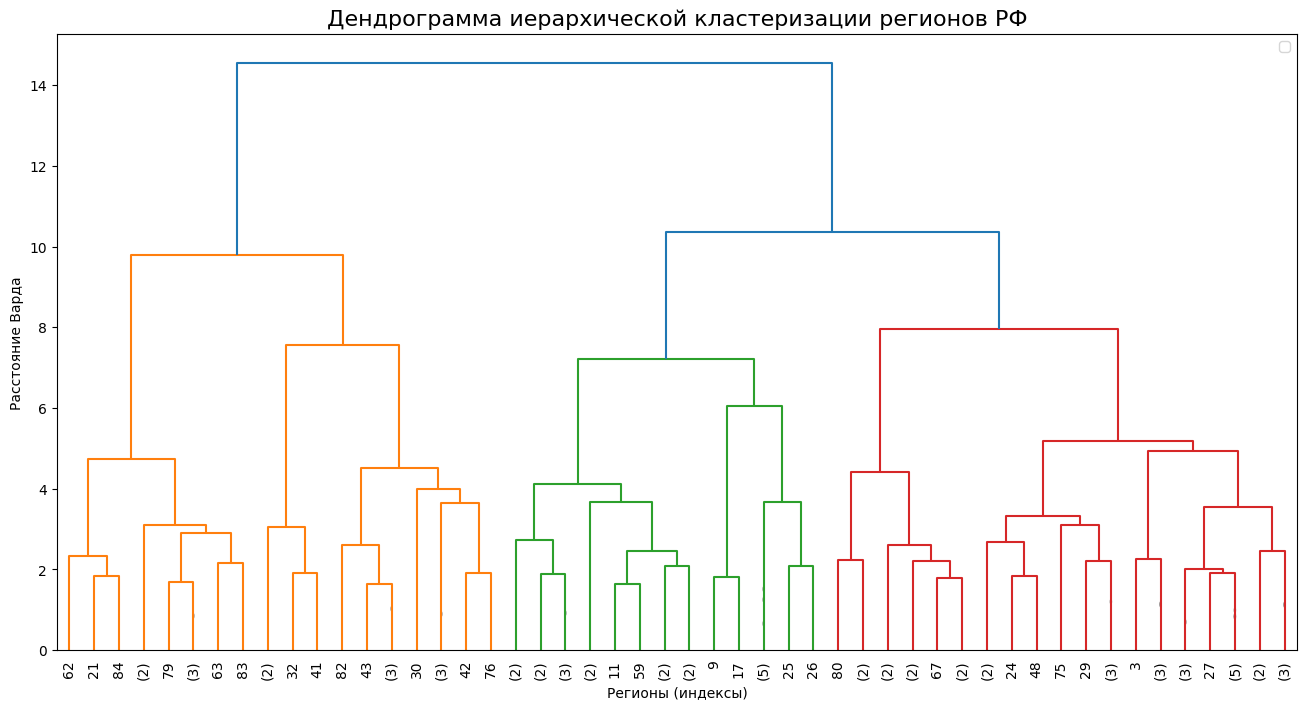 Дендрограмма иерархической кластеризации регионов РФ
14
12
10
8
6
4
2
0
Расстояние Варда
62 21 84 (2) 79 (3) 63 83 (2) 32 41 82 43 (3) 30 (3) 42 76 (2) (2) (3) (2) 11 59 (2) (2) 9 17 (5) 25 26 80 (2) (2) (2) 67 (2) (2) 24 48 75 29 (3) 3 (3) (3) 27 (5) (2) (3)
Регионы (индексы)